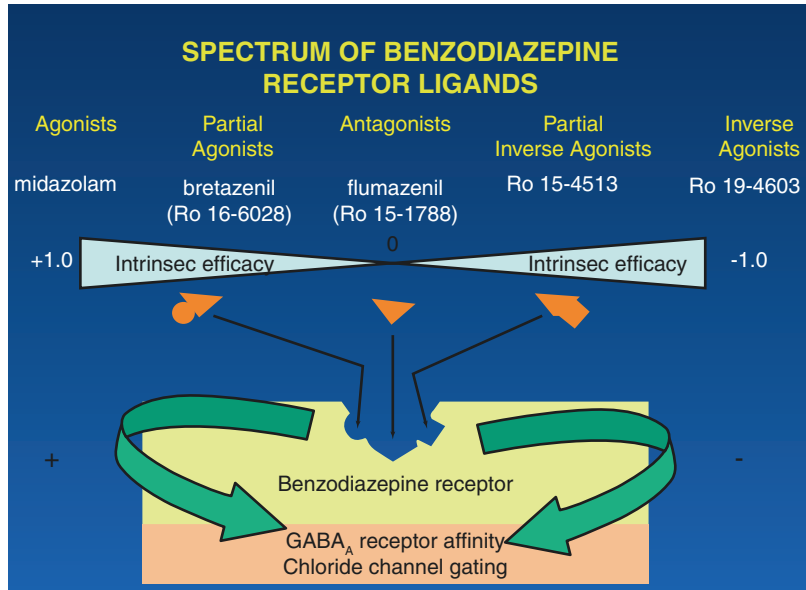 SPECTRUM OF BENZODIAZEPINE
RECEPTOR LIGANDS
Agonists
Partial
Agonists
Antagonists
Partial
Inverse Agonists
Inverse
Agonists
midazolam
bretazenil
(Ro 16-6028)
flumazenil
(Ro 15-1788)
Ro 15-4513
Ro 19-4603
+1.0
Intrinsec efficacy
0
Intrinsec efficacy
-1.0
+
-
Benzodiazepine receptor
GABAA receptor affinity
Chloride channel gating